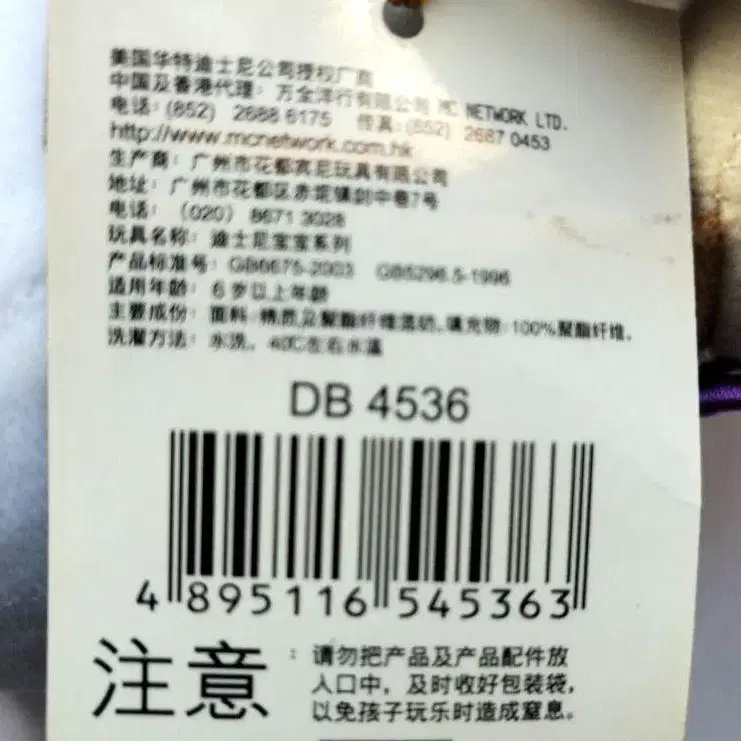 美国华特迪士尼公司授权厂商
中国及香港代理：万全洋行有限公司 MC NETWORK LTD.
电话：(852) 2688 6175 传真：(852) 2687 0453
http://www.mcnetwork.com.hk
生产商：广州市花都宾尼玩具有限公司
地址：广州市花都区赤坭镇剑中巷7号
电话：(020) 8671 3028
玩具名称：迪士尼宝宝系列
产品标准号：GB6675-2003 GB5296.5-1996
适用年龄：6岁以上年龄
主要成份：面料：棉质及聚酯纤维混纺，填充物：100%聚酯纤维。
洗濯方法：水洗，40℃左右水温
DB 4536
4 895116 545363
注意：请勿把产品及产品配件放
入口中，及时收好包装袋，
以免孩子玩乐时造成窒息。